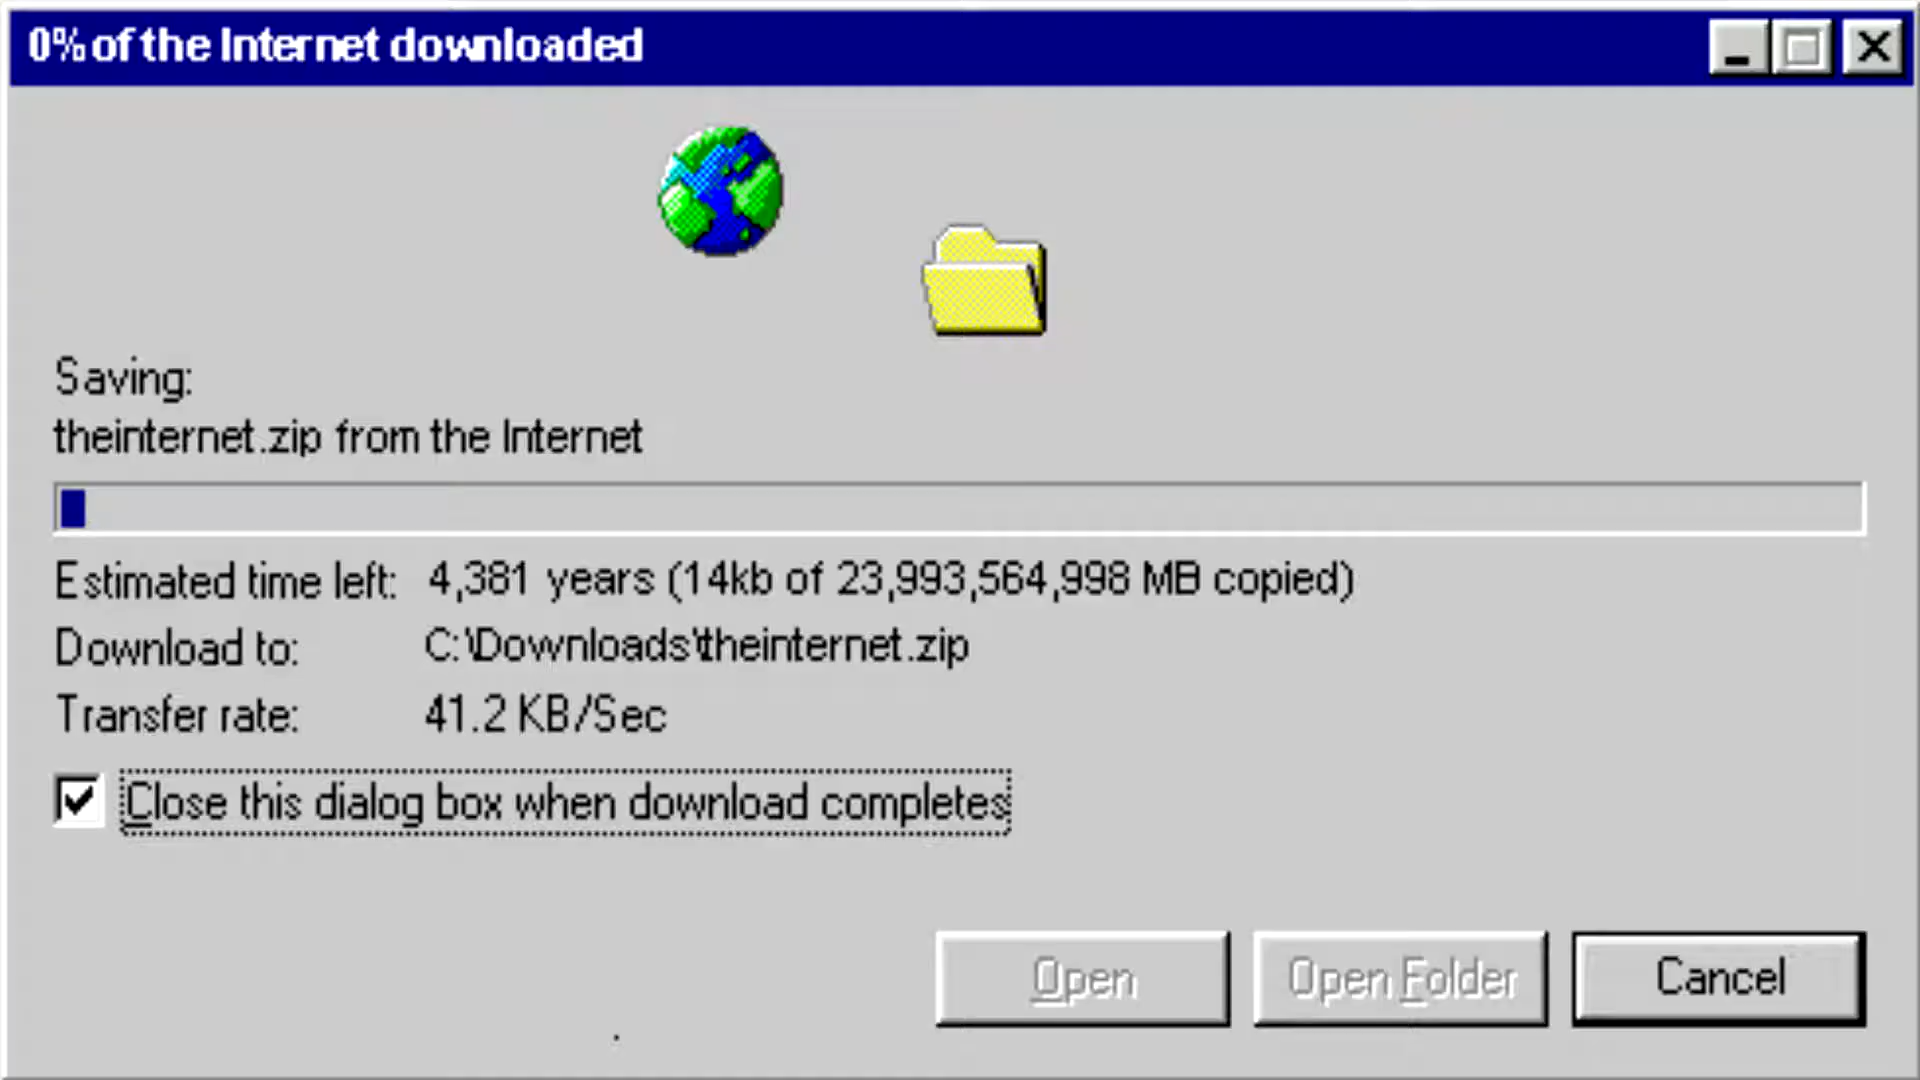 0% of the Internet downloaded
Saving:
theinternet.zip from the Internet
Estimated time left: 4,381 years (14kb of 23,993,564,998 MB copied)
Download to: C:\Downloads\theinternet.zip
Transfer rate: 41.2 KB/Sec
Close this dialog box when download completes
Open Open Folder Cancel